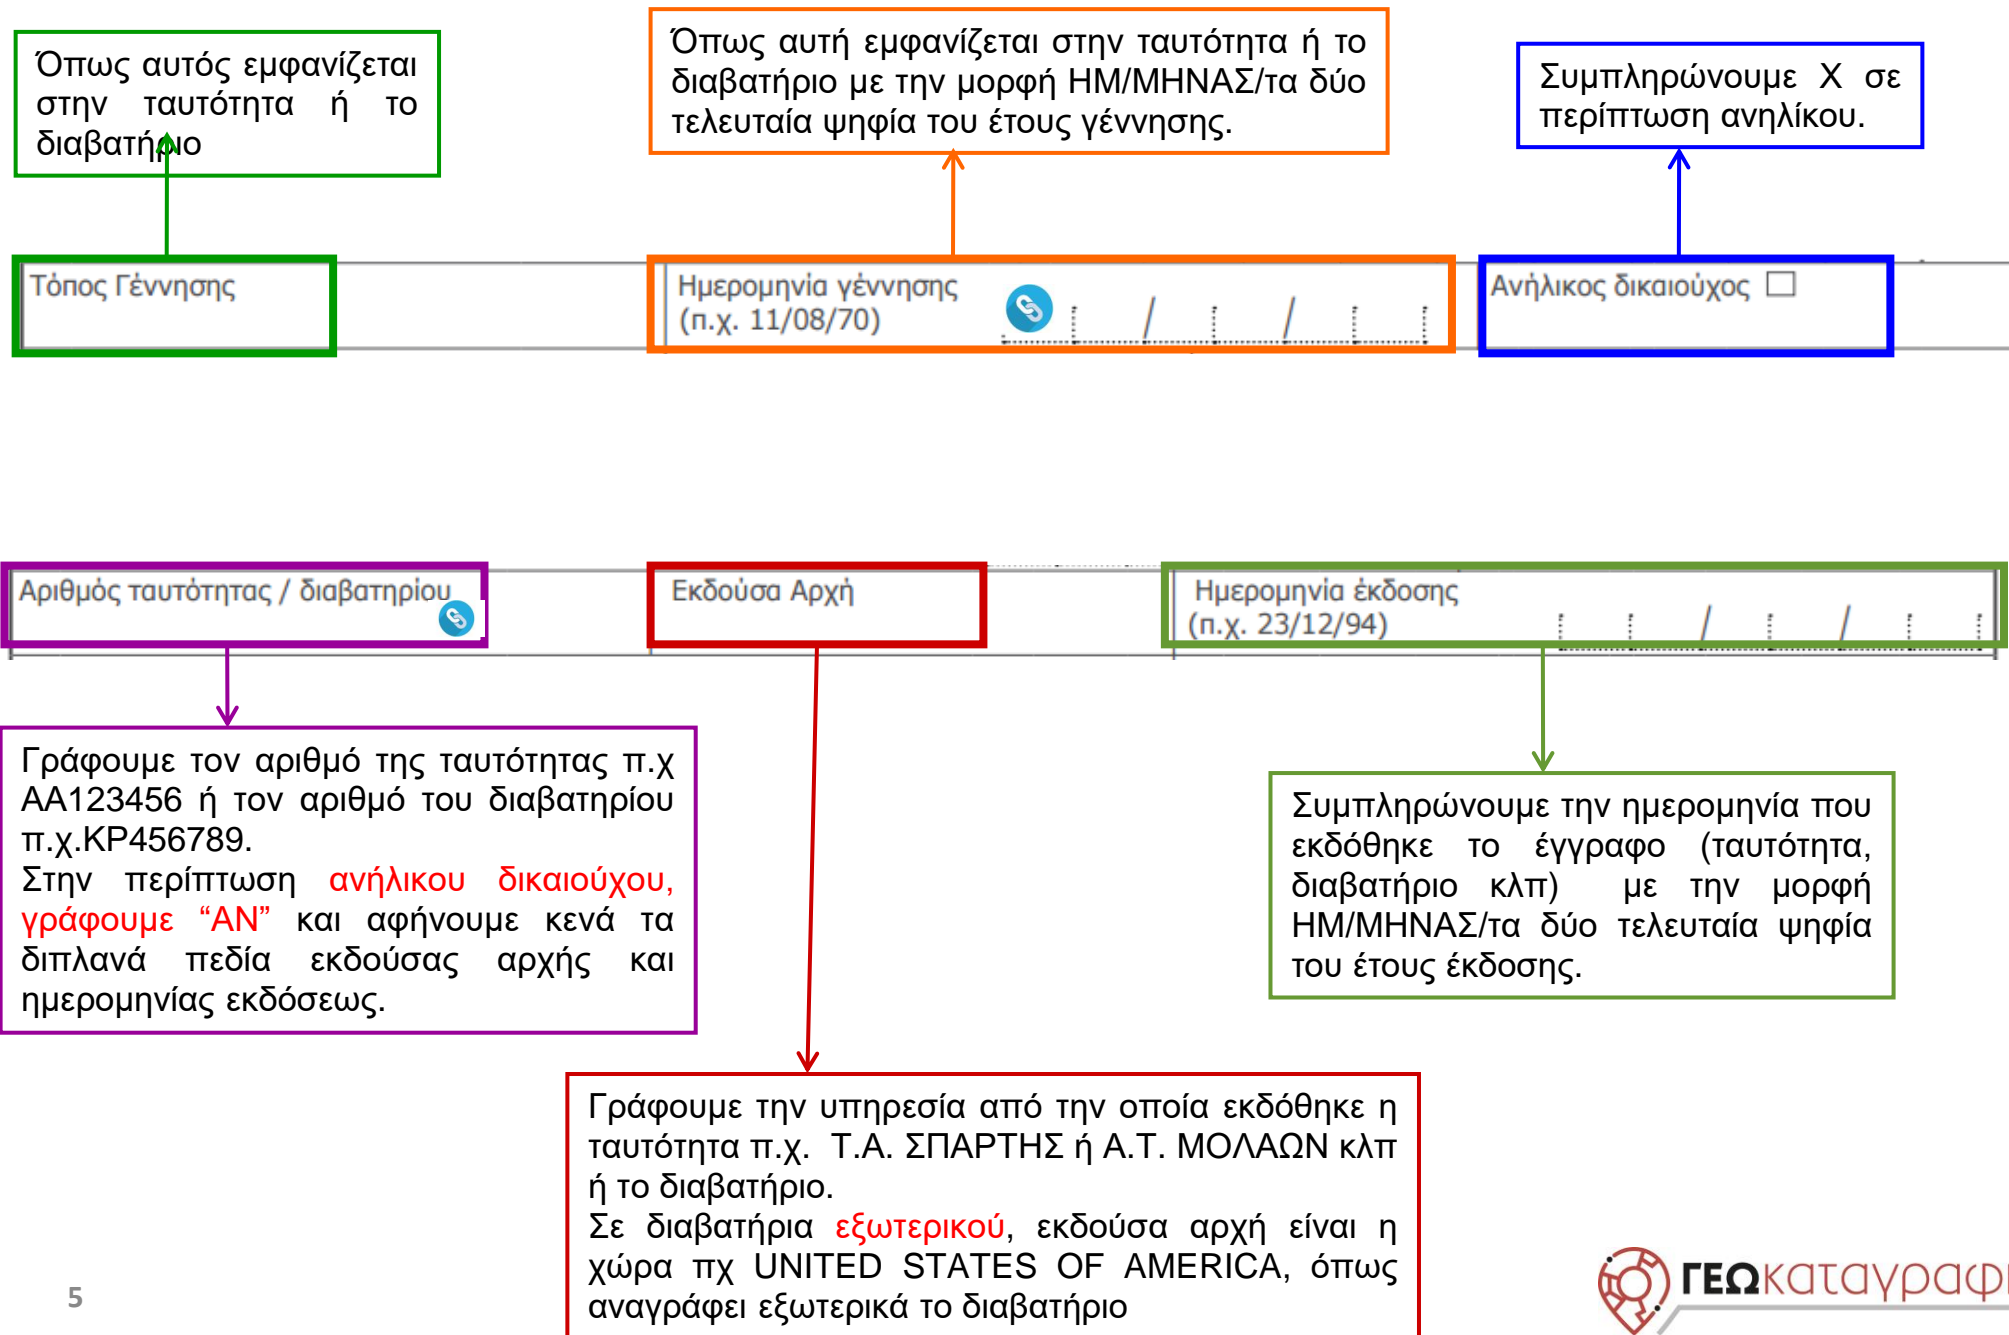 Όπως αυτός εμφανίζεται
στην ταυτότητα ή το
διαβατήριο
Όπως αυτή εμφανίζεται στην ταυτότητα ή το
διαβατήριο με την μορφή ΗΜ/ΜΗΝΑΣ/τα δύο
τελευταία ψηφία του έτους γέννησης.
Συμπληρώνουμε Χ σε
περίπτωση ανηλίκου.
Τόπος Γέννησης
Ημερομηνία γέννησης
(π.χ. 11/08/70)
/ /
Ανήλικος δικαιούχος
Αριθμός ταυτότητας / διαβατηρίου
Εκδούσα Αρχή
Ημερομηνία έκδοσης
(π.χ. 23/12/94)
/ /
Γράφουμε τον αριθμό της ταυτότητας π.χ
ΑΑ123456 ή τον αριθμό του διαβατηρίου
π.χ.ΚΡ456789.
Στην περίπτωση ανήλικου δικαιούχου,
γράφουμε “ΑΝ” και αφήνουμε κενά τα
διπλανά πεδία εκδούσας αρχής και
ημερομηνίας εκδόσεως.
Συμπληρώνουμε την ημερομηνία που
εκδόθηκε το έγγραφο (ταυτότητα,
διαβατήριο κλπ) με την μορφή
ΗΜ/ΜΗΝΑΣ/τα δύο τελευταία ψηφία
του έτους έκδοσης.
Γράφουμε την υπηρεσία από την οποία εκδόθηκε η
ταυτότητα π.χ. Τ.Α. ΣΠΑΡΤΗΣ ή Α.Τ. ΜΟΛΑΩΝ κλπ
ή το διαβατήριο.
Σε διαβατήρια εξωτερικού, εκδούσα αρχή είναι η
χώρα πχ UNITED STATES OF AMERICA, όπως
αναγράφει εξωτερικά το διαβατήριο
5